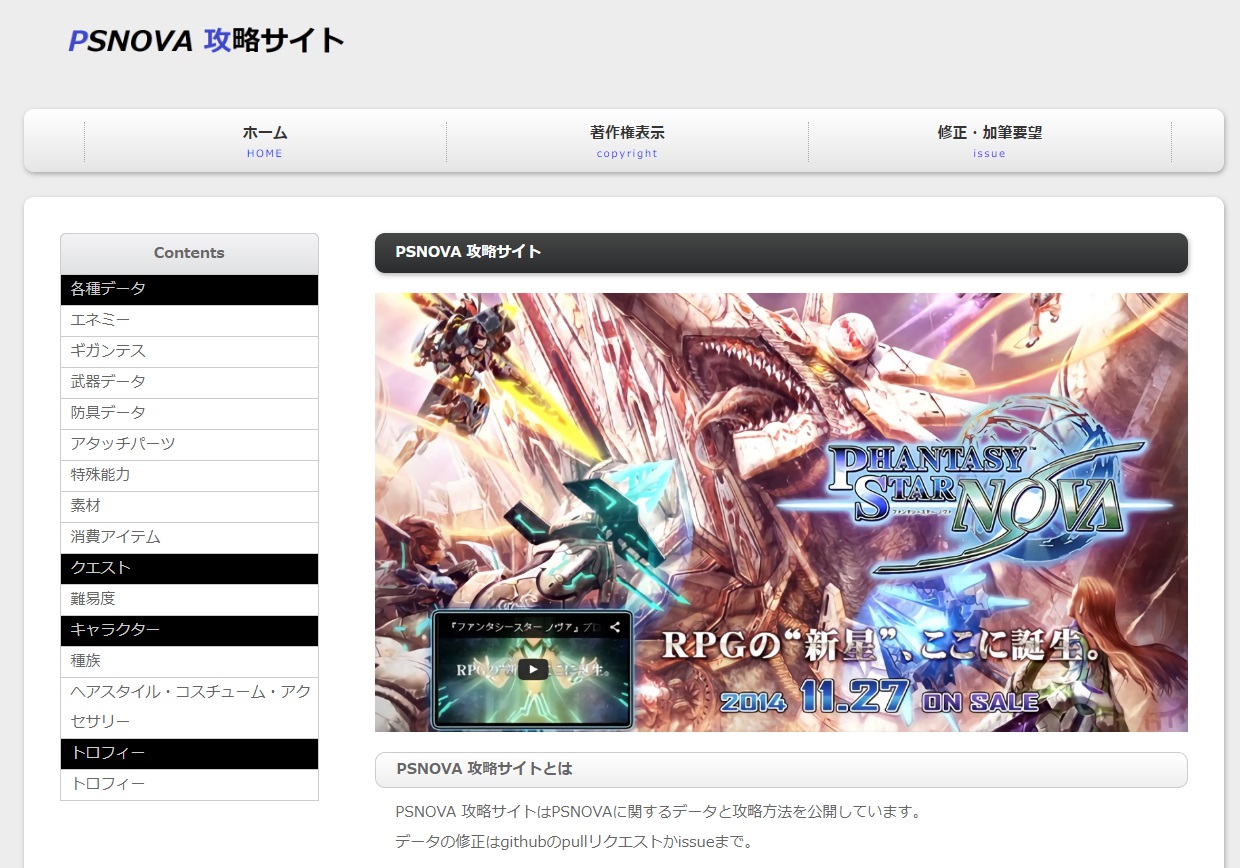 PSNOVA 攻略サイト
ホーム
HOME
著作権表示
copyright
修正・加筆要望
issue
Contents
各種データ
エネミー
ギガンテス
武器データ
防具データ
アタッチパーツ
特殊能力
素材
消費アイテム
クエスト
難易度
キャラクター
種族
ヘアスタイル・コスチューム・アク
セサリー
トロフィー
トロフィー
PSNOVA 攻略サイト
PHANTASY
STAR NOVA
ファンタシースター ノヴァ
『ファンタシースター ノヴァ』プロ
RPGの“新星”、ここに誕生。
RPGの“新星”、ここに誕生。
2014 11.27 ON SALE
PSNOVA 攻略サイトとは
PSNOVA 攻略サイトはPSNOVAに関するデータと攻略方法を公開しています。
データの修正はgithubのpullリクエストかissueまで。